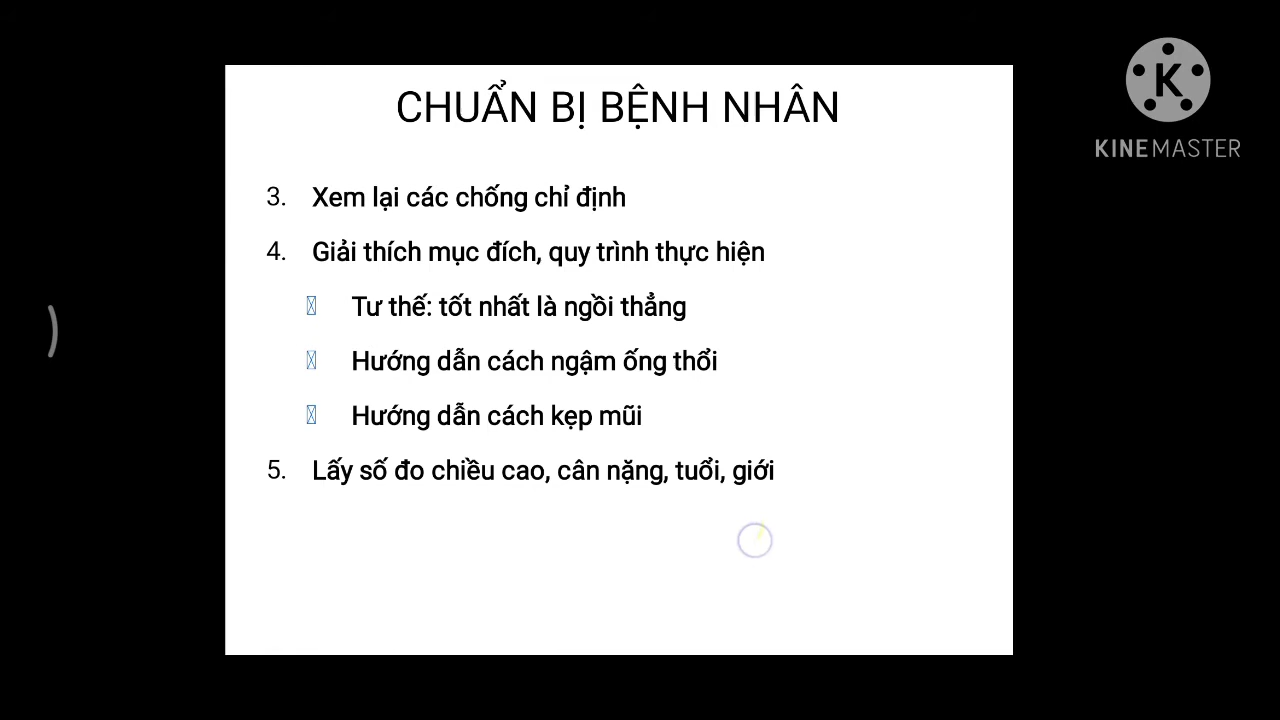 CHUẨN BỊ BỆNH NHÂN
K
KINEMASTER
3. Xem lại các chống chỉ định
4. Giải thích mục đích, quy trình thực hiện
Tư thế: tốt nhất là ngồi thẳng
Hướng dẫn cách ngậm ống thổi
Hướng dẫn cách kẹp mũi
5. Lấy số đo chiều cao, cân nặng, tuổi, giới